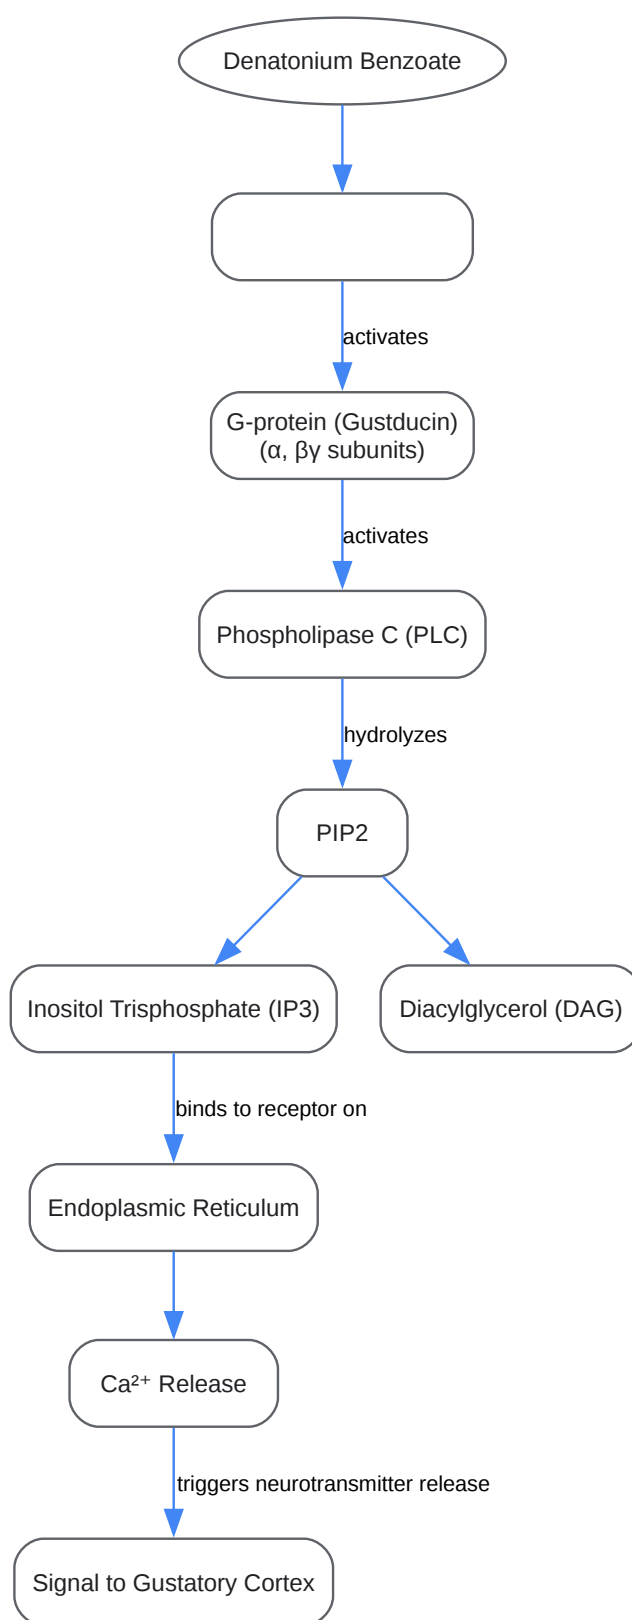 Denatonium Benzoate
activates
G-protein (Gustducin)
(α, βγ subunits)
activates
Phospholipase C (PLC)
hydrolyzes
PIP2
Inositol Trisphosphate (IP3)
Diacylglycerol (DAG)
binds to receptor on
Endoplasmic Reticulum
Ca²⁺ Release
triggers neurotransmitter release
Signal to Gustatory Cortex